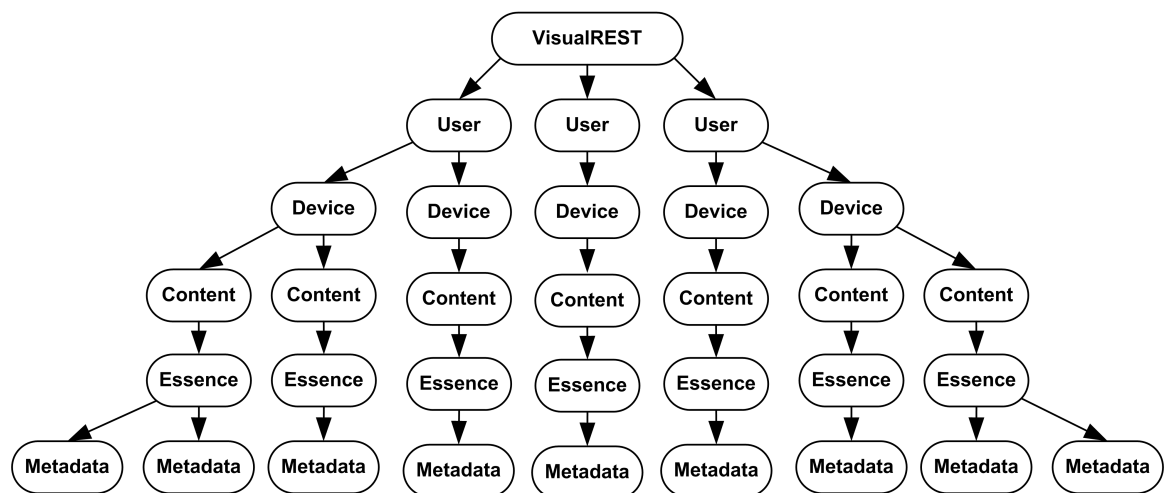 VisualREST
User
User
User
Device
Device
Device
Device
Device
Content
Content
Content
Content
Content
Content
Content
Essence
Essence
Essence
Essence
Essence
Essence
Essence
Metadata
Metadata
Metadata
Metadata
Metadata
Metadata
Metadata
Metadata
Metadata